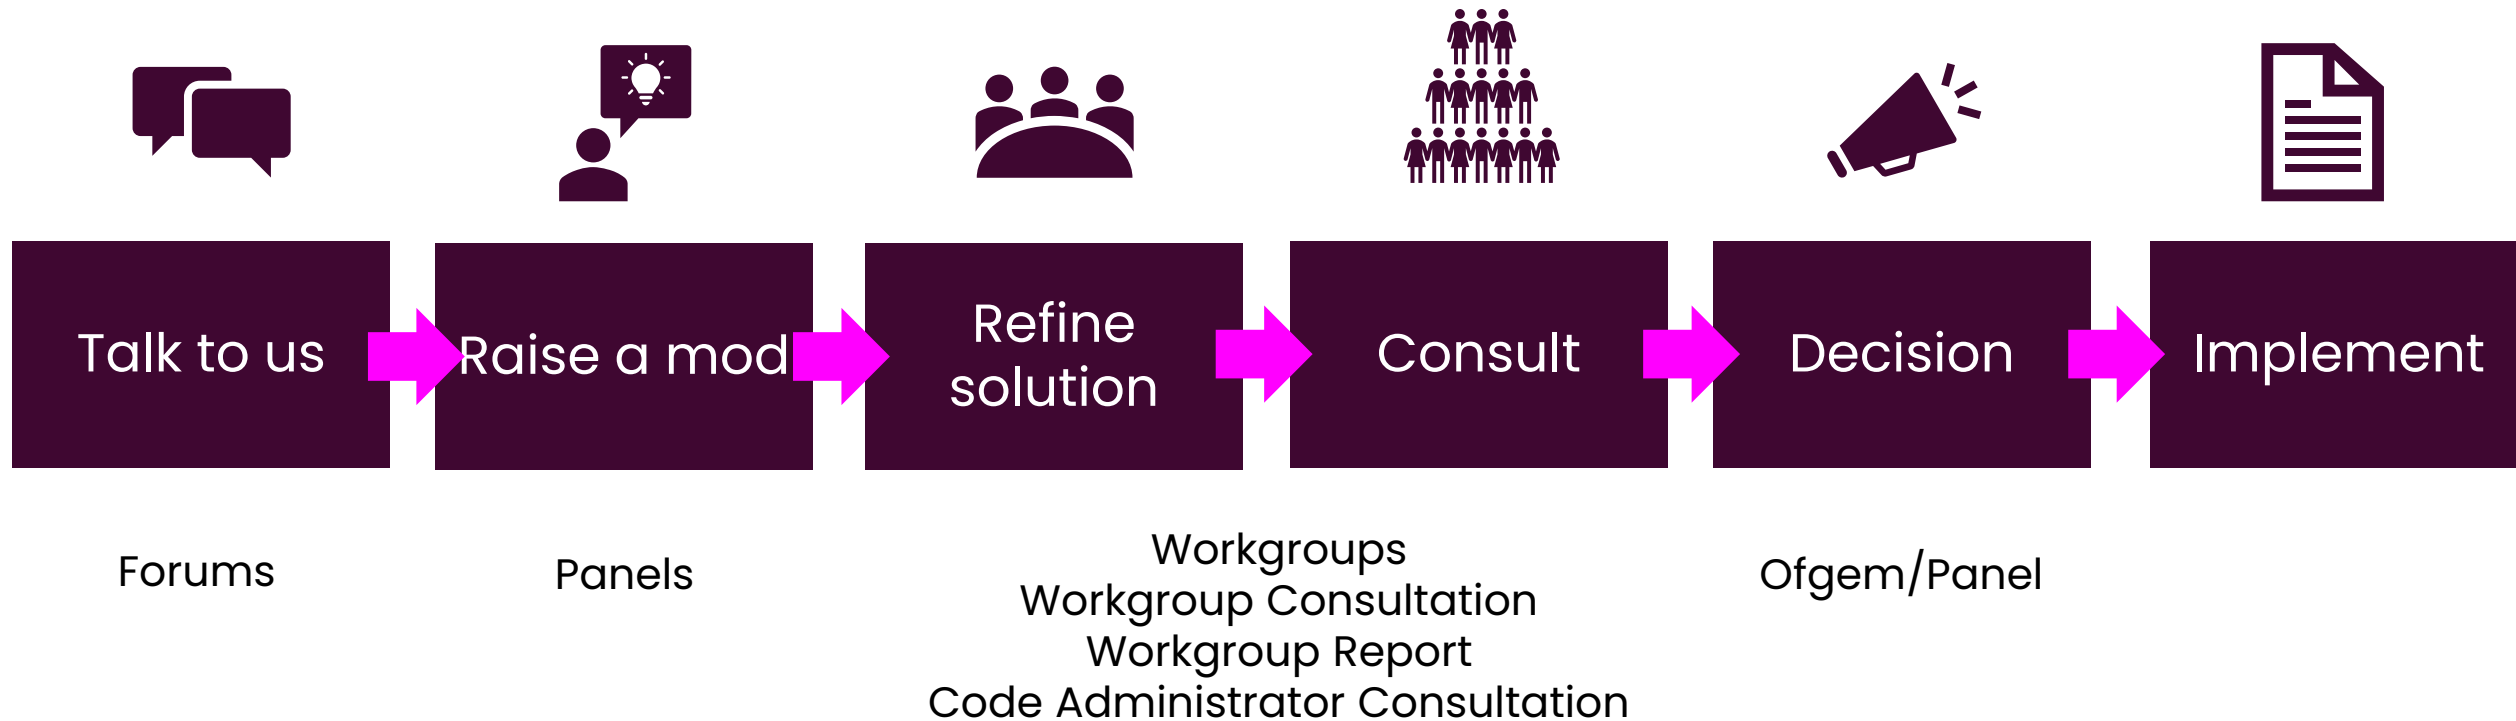 Talk to us
Raise a mod
Refine
solution
Consult
Decision
Implement
Forums
Panels
Workgroups
Workgroup Consultation
Workgroup Report
Code Administrator Consultation
Ofgem/Panel